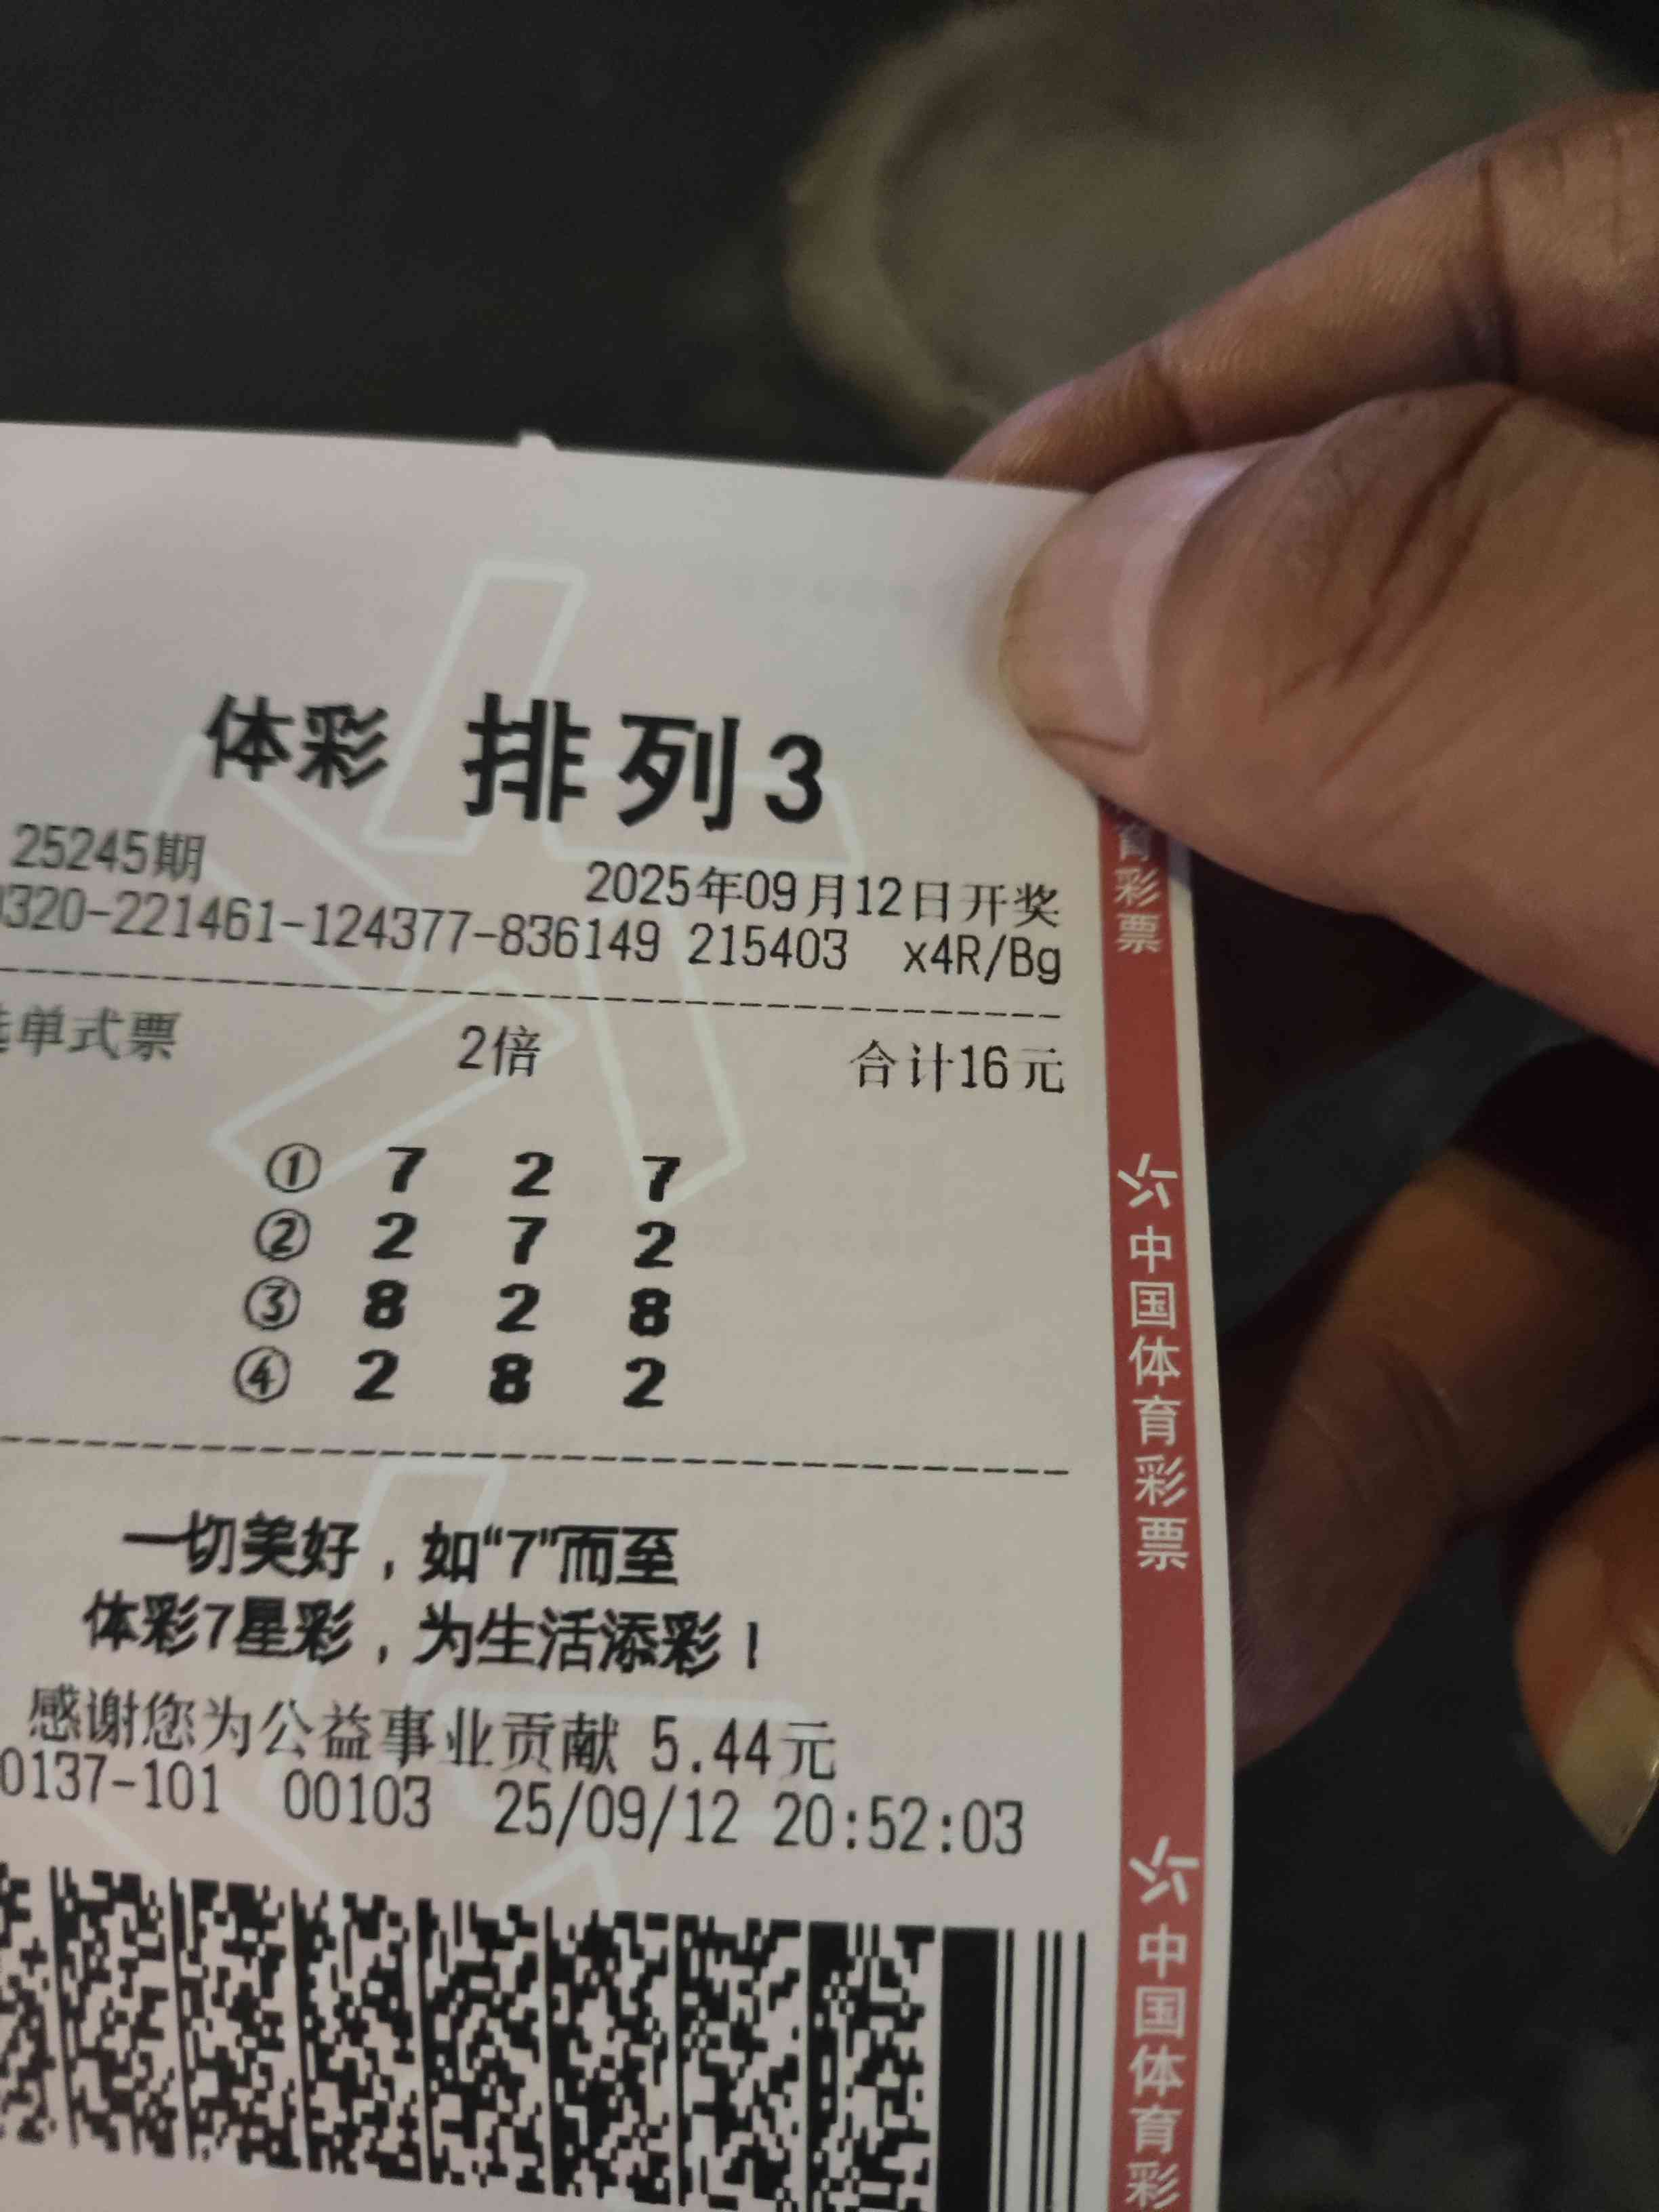 体彩 排列3
25245期 2025年09月12日开奖
0320-221461-124377-836149 215403 x4R/Bg
单式票 2倍 合计16元
① 7 2 7
② 2 7 2
③ 8 2 8
④ 2 8 2
一切美好，如“7”而至
体彩7星彩，为生活添彩！
感谢您为公益事业贡献 5.44元
0137-101 00103 25/09/12 20:52:03
育彩票
中国体育彩票
中国体育彩